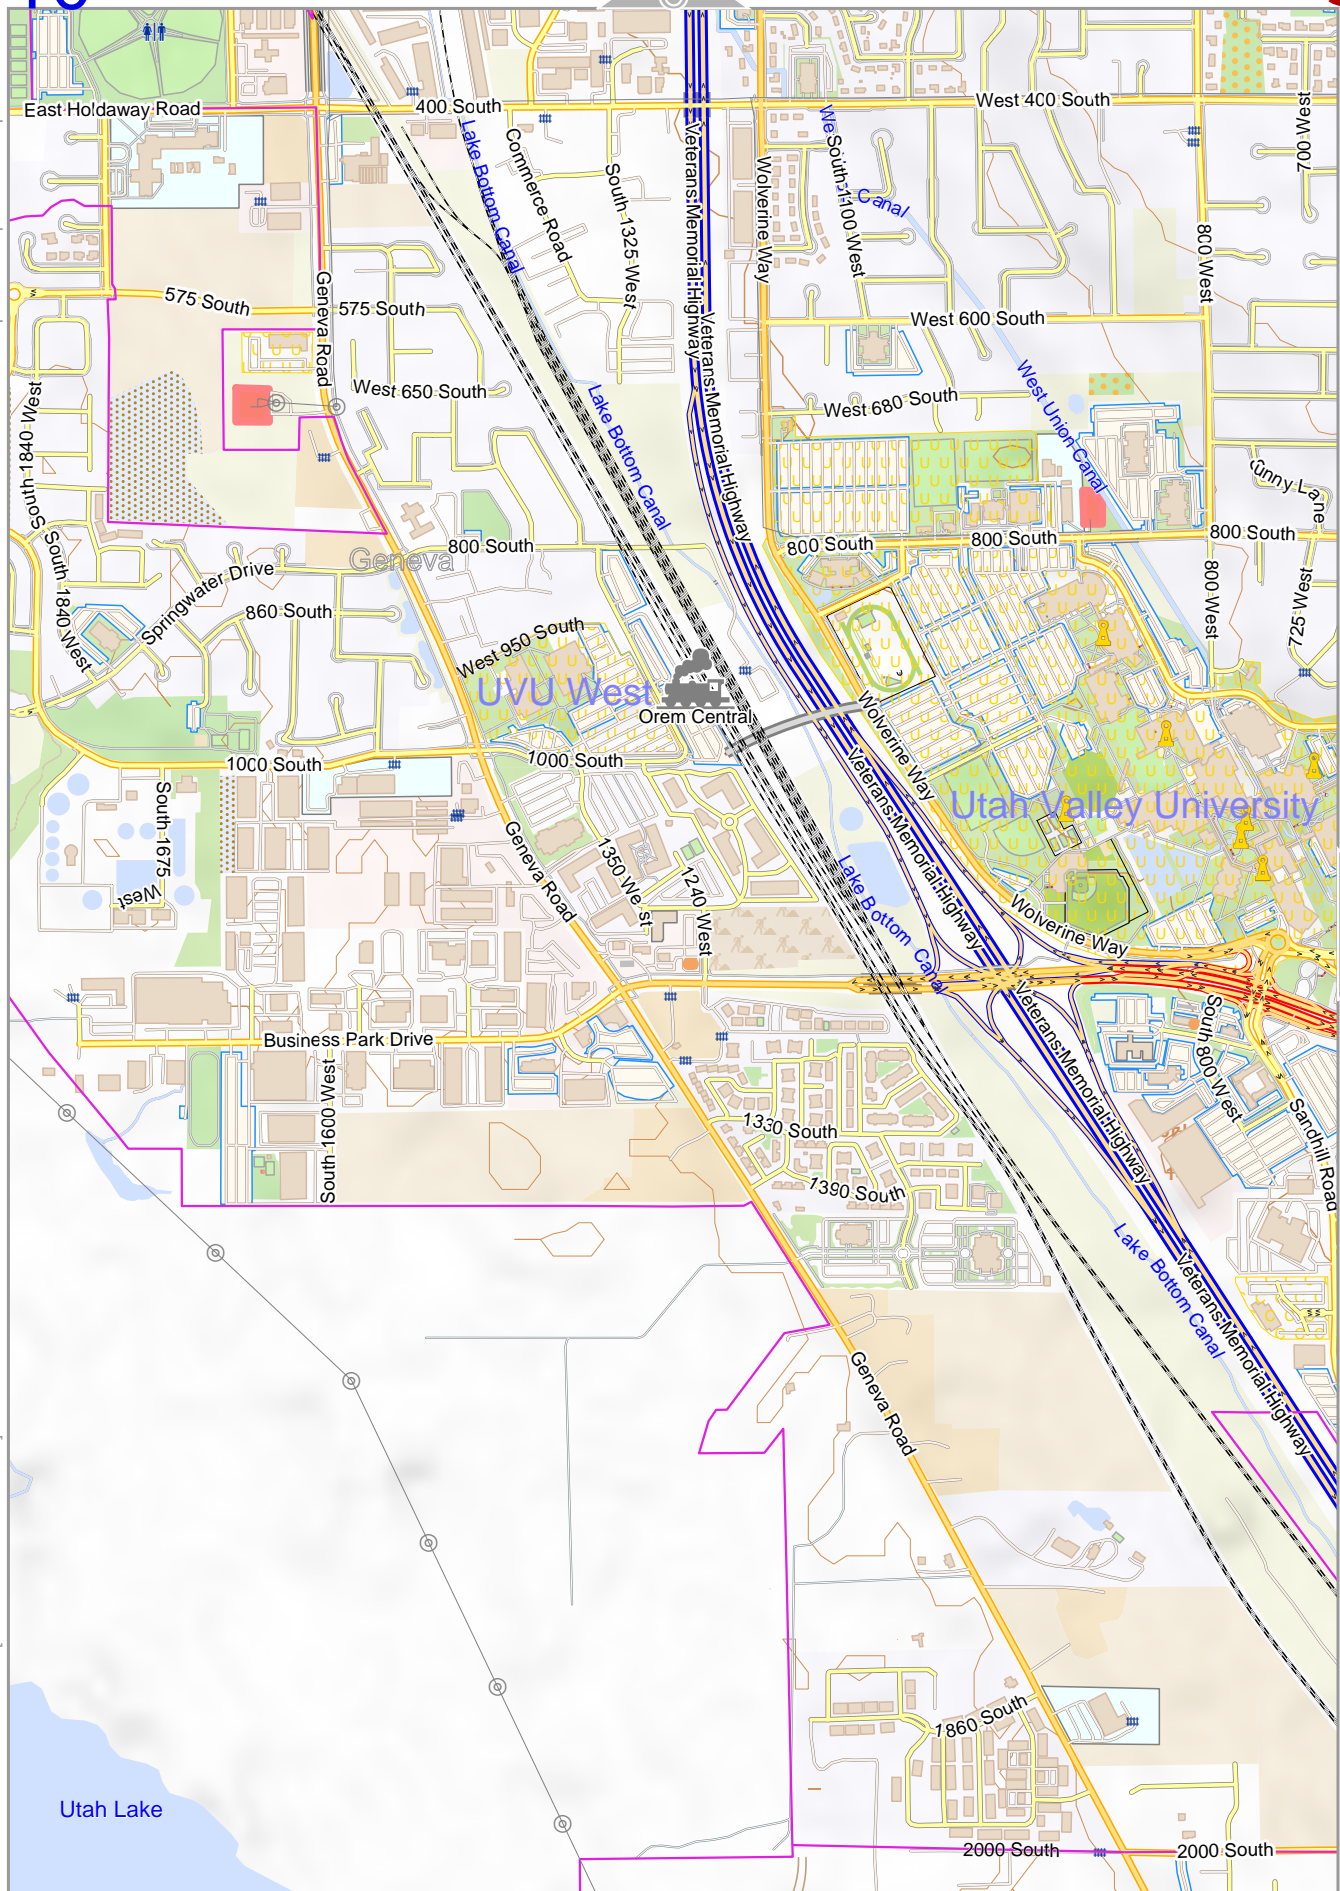 East Holdaway Road
400 South
West 400 South
700 West
Lake Bottom Canal
Commerce Road
South 1325 West
Veterans Memorial Highway
Wolverine Way
South 1100 West
Canal
800 West
575 South
575 South
Geneva Road
Veterans Memorial Highway
West 600 South
West 650 South
West 680 South
West Union Canal
South 1840 West
Lake Bottom Canal
800 South
800 South
800 South
800 South
Geneva
South 1840 West
Springwater Drive
860 South
West 950 South
800 West
725 West
UVU West
Orem Central
Wolverine Way
1000 South
1000 South
Veterans Memorial Highway
Utah Valley University
South 1675 West
Geneva Road
1350 West
1240 West
Lake Bottom Canal
Wolverine Way
Business Park Drive
South 1600 West
Veterans Memorial Highway
South 800 West
Sandhill Road
1330 South
1390 South
Lake Bottom Canal
Veterans Memorial Highway
Geneva Road
1860 South
Utah Lake
2000 South
2000 South